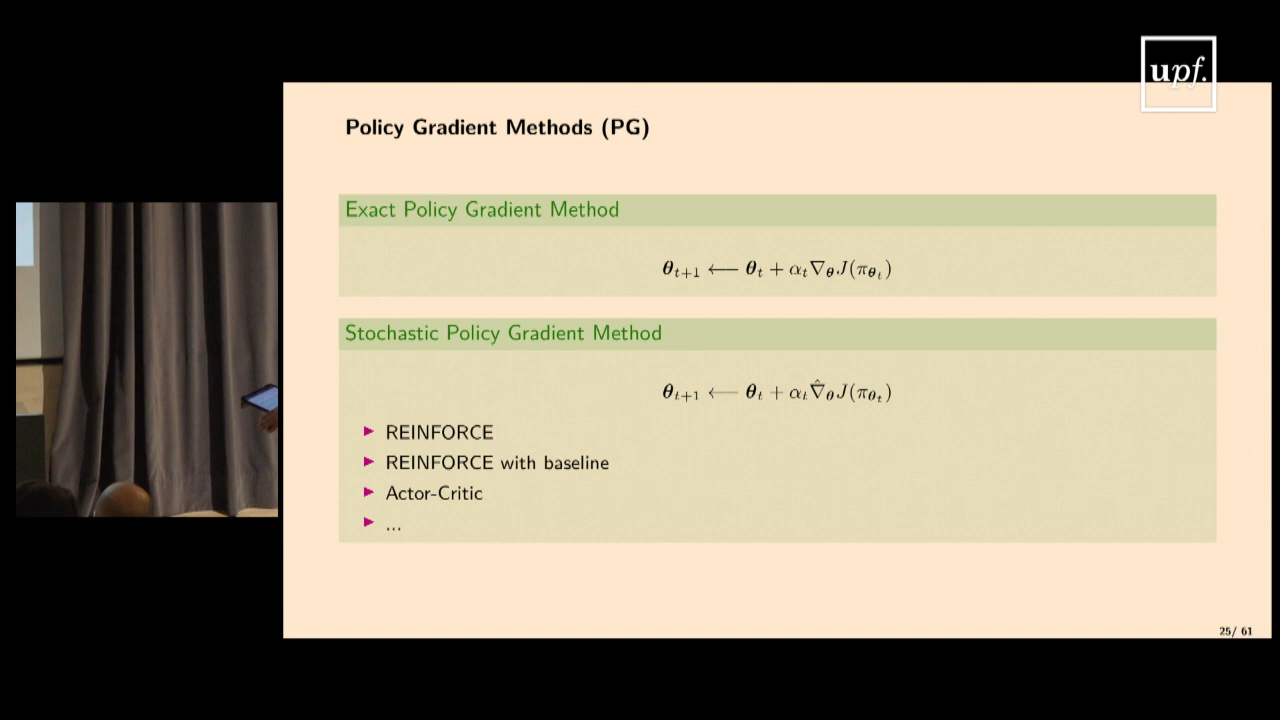 upf.
Policy Gradient Methods (PG)
Exact Policy Gradient Method
θ_{t+1} ⟵ θ_t + α_t ∇_θ J(π_{θ_t})
Stochastic Policy Gradient Method
θ_{t+1} ⟵ θ_t + α_t ∇̂_θ J(π_{θ_t})
▶ REINFORCE
▶ REINFORCE with baseline
▶ Actor-Critic
▶ ...
25/ 61